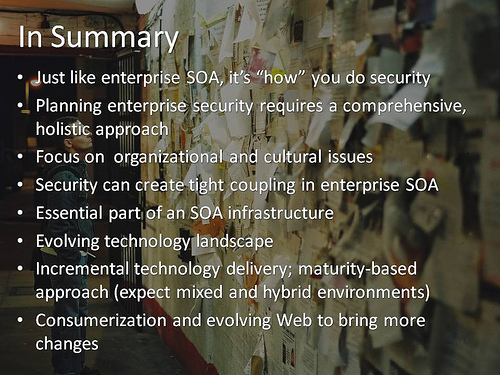 In Summary
• Just like enterprise SOA, it's “how” you do security
• Planning enterprise security requires a comprehensive,
holistic approach
• Focus on organizational and cultural issues
• Security can create tight coupling in enterprise SOA
• Essential part of an SOA infrastructure
• Evolving technology landscape
• Incremental technology delivery; maturity-based
approach (expect mixed and hybrid environments)
• Consumerization and evolving Web to bring more
changes